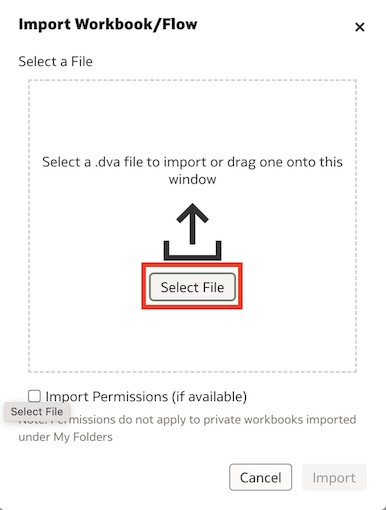 Import Workbook/Flow
Select a File
Select a .dva file to import or drag one onto this
window
Select File
Import Permissions (if available)
Select File
Note: Permissions do not apply to private workbooks imported
under My Folders
Cancel
Import